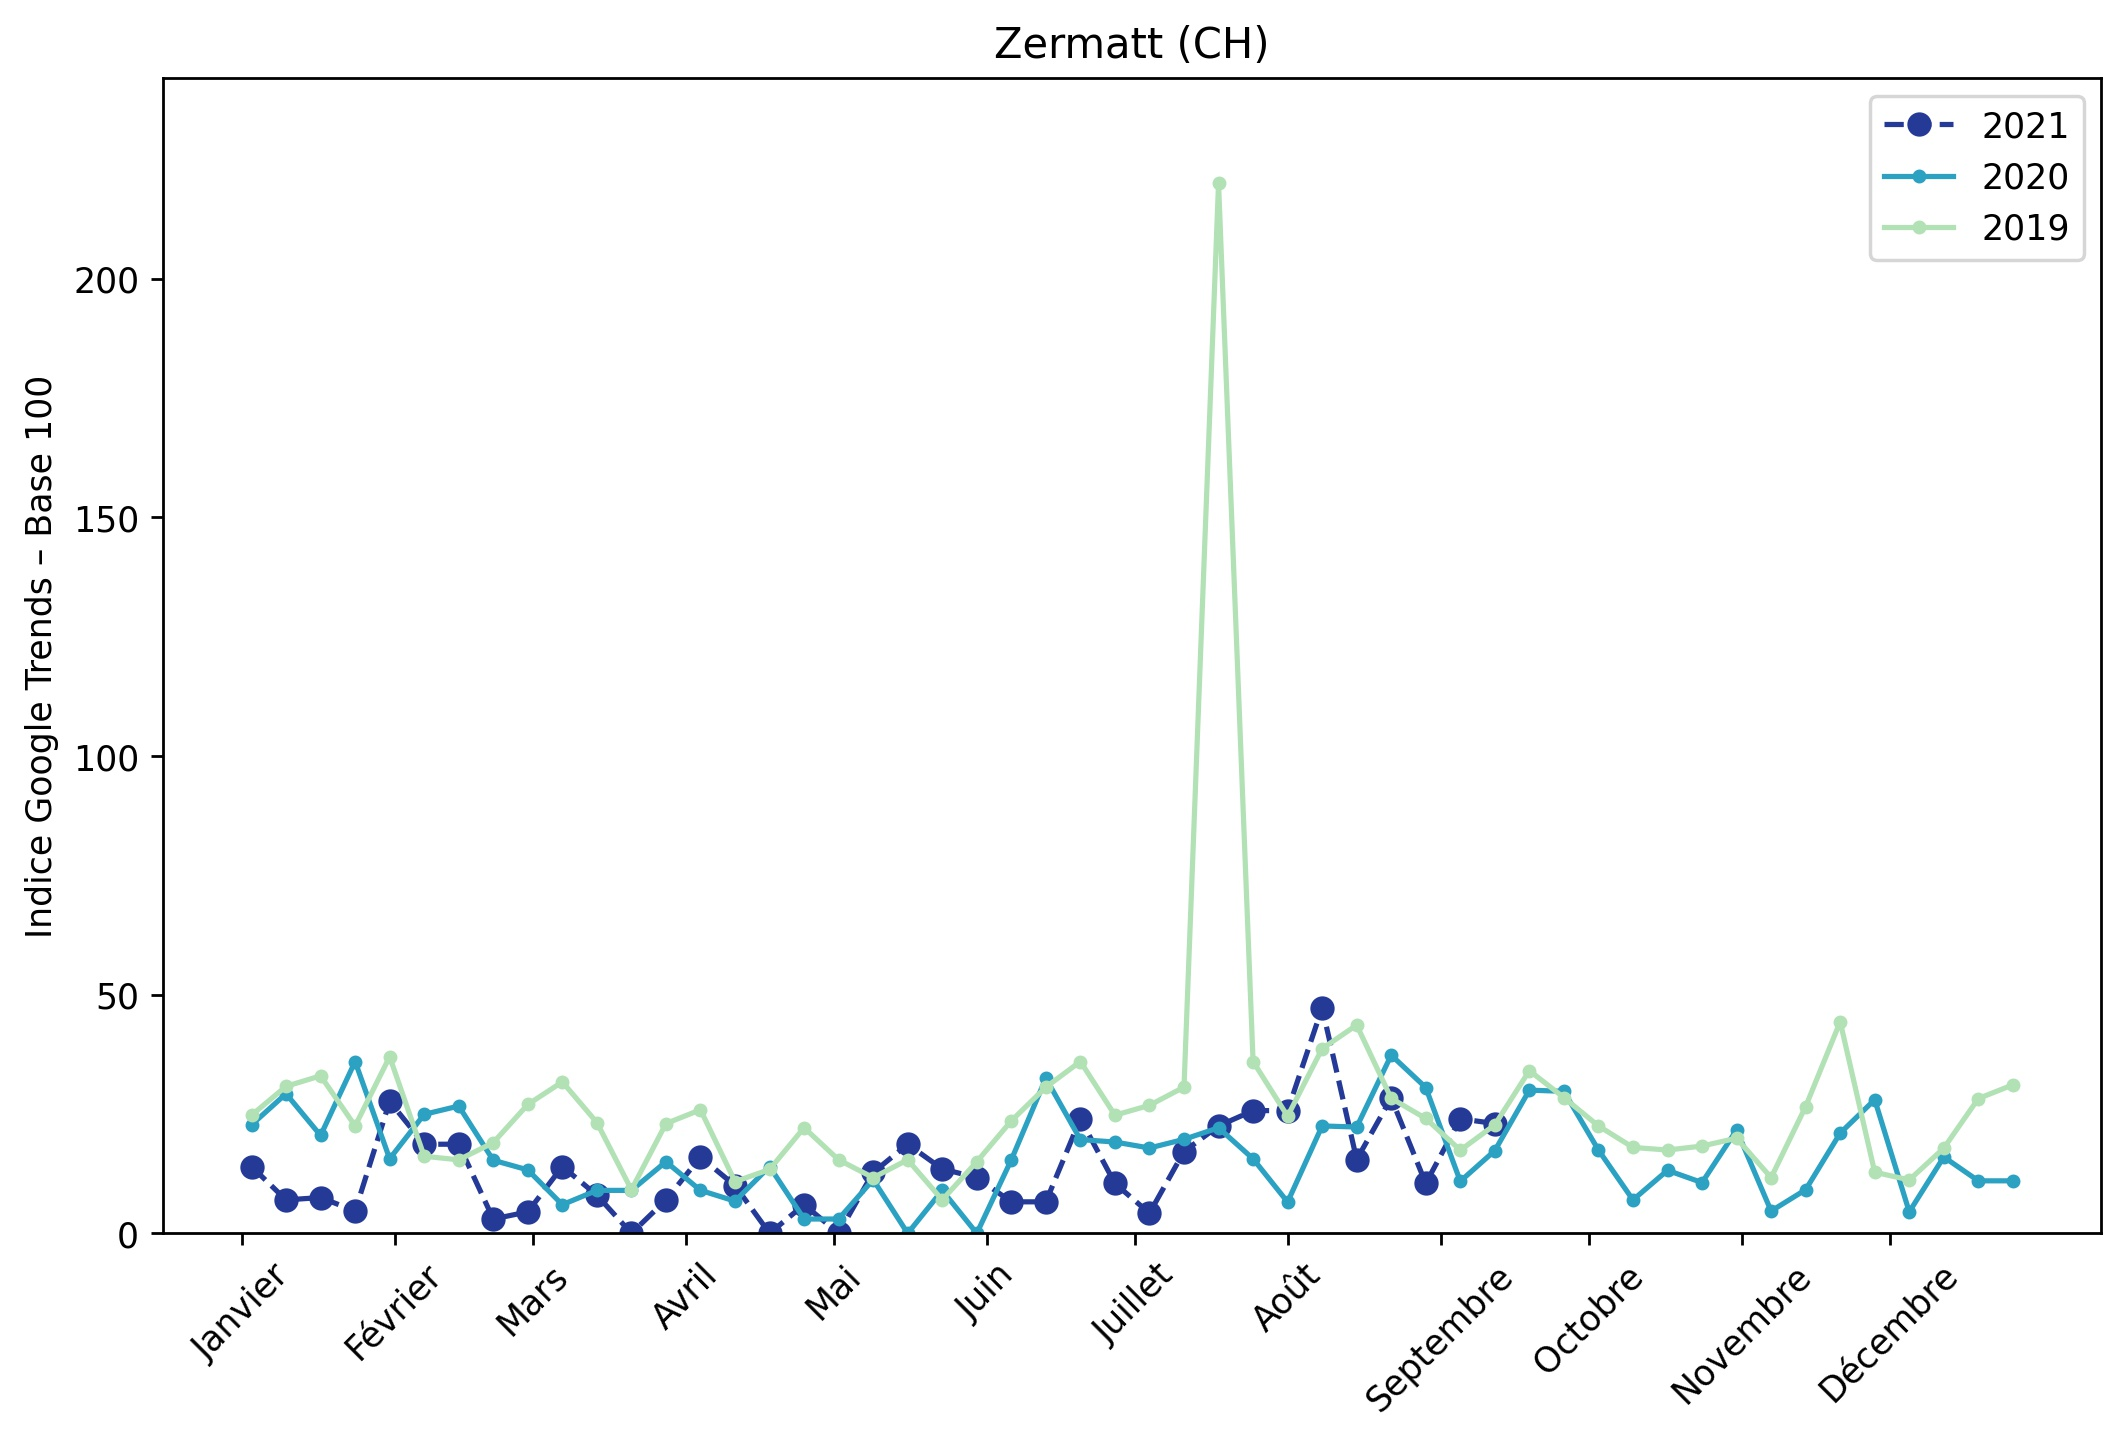 Zermatt (CH)
2021
2020
2019
Indice Google Trends – Base 100
200
150
100
50
0
Janvier
Février
Mars
Avril
Mai
Juin
Juillet
Août
Septembre
Octobre
Novembre
Décembre